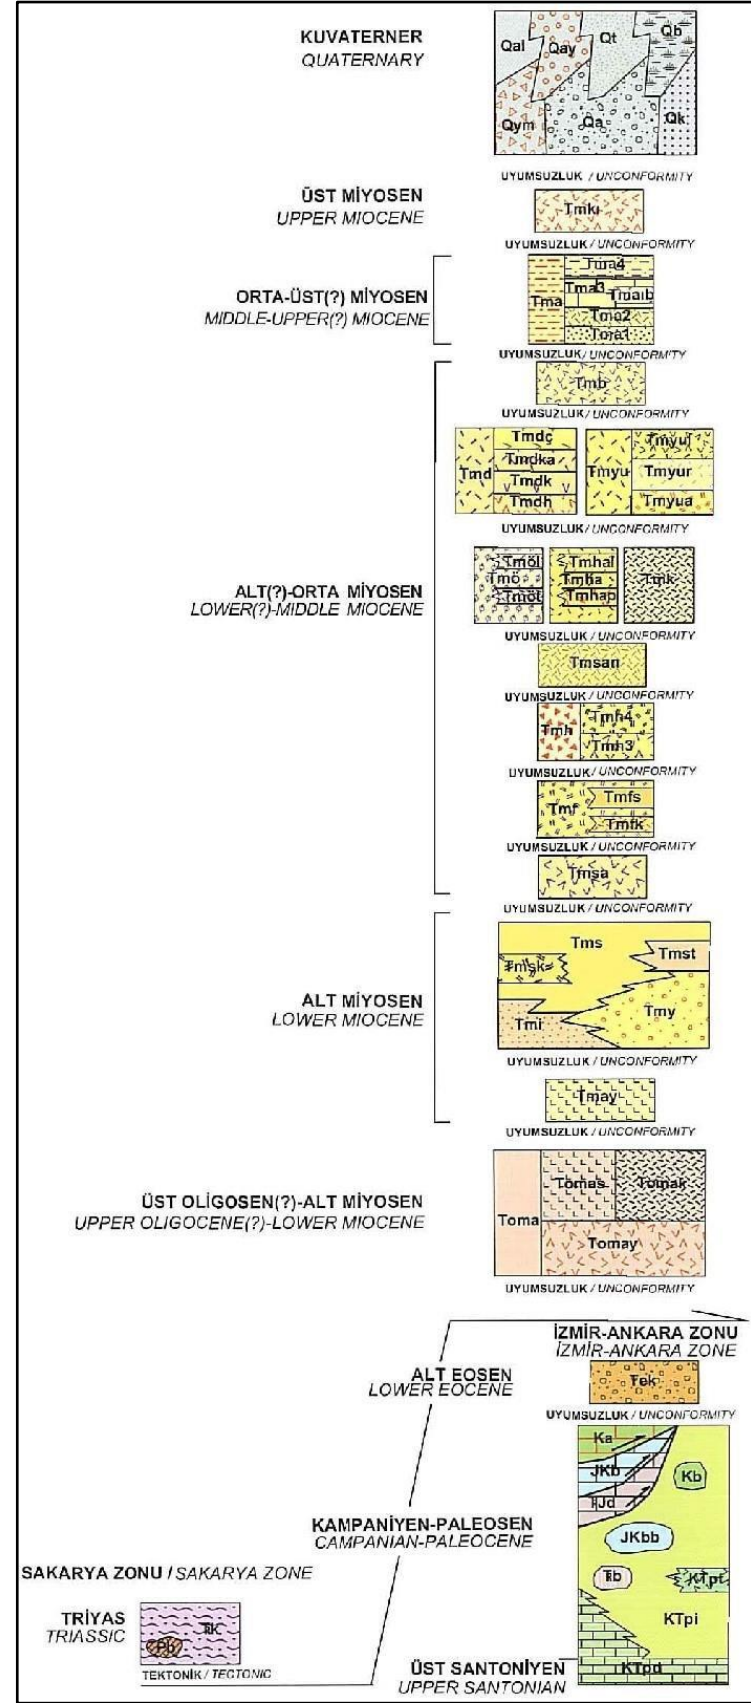 KUVATERNER
QUATERNARY
Qal Qay Qt Qb
Qym Qa Qk
UYUMSUZLUK / UNCONFORMITY
ÜST MİYOSEN
UPPER MIOCENE
Tmkı
UYUMSUZLUK / UNCONFORMITY
ORTA-ÜST(?) MİYOSEN
MIDDLE-UPPER(?) MIOCENE
Tma Tma4
Tma3 Tmaıb
Tma2
Tma1
UYUMSUZLUK / UNCONFORMITY
Tmb
UYUMSUZLUK / UNCONFORMITY
Tmd Tmdç
Tmdka
Tmdk
Tmdh
Tmyu
Tmyur
Tmyua
UYUMSUZLUK / UNCONFORMITY
ALT(?)-ORTA MİYOSEN
LOWER(?)-MIDDLE MIOCENE
Tmöl Tmhal
Tmö Tmha Tmk
Tmöt Tmhap
UYUMSUZLUK / UNCONFORMITY
Tmsan
UYUMSUZLUK / UNCONFORMITY
Tmh Tmh4
Tmh3
UYUMSUZLUK / UNCONFORMITY
Tmf Tmfs
Tmfk
UYUMSUZLUK / UNCONFORMITY
Tmşa
UYUMSUZLUK / UNCONFORMITY
ALT MİYOSEN
LOWER MIOCENE
Tms
Tmsk Tmst
Tmi Tmy
UYUMSUZLUK / UNCONFORMITY
Tmay
UYUMSUZLUK / UNCONFORMITY
ÜST OLİGOSEN(?)-ALT MİYOSEN
UPPER OLIGOCENE(?)-LOWER MIOCENE
Toma Tomas Tomak
Tomay
UYUMSUZLUK / UNCONFORMITY
İZMİR-ANKARA ZONU
İZMİR-ANKARA ZONE
ALT EOSEN
LOWER EOCENE
Tek
UYUMSUZLUK / UNCONFORMITY
Ka
JKb Kb
KAMPANİYEN-PALEOSEN
CAMPANIAN-PALEOCENE
JKbb
KTpt
KTpi
SAKARYA ZONU / SAKARYA ZONE
TRİYAS
TRIASSIC
TEKTONİK / TECTONIC
ÜST SANTONİYEN
UPPER SANTONIAN
KTpd